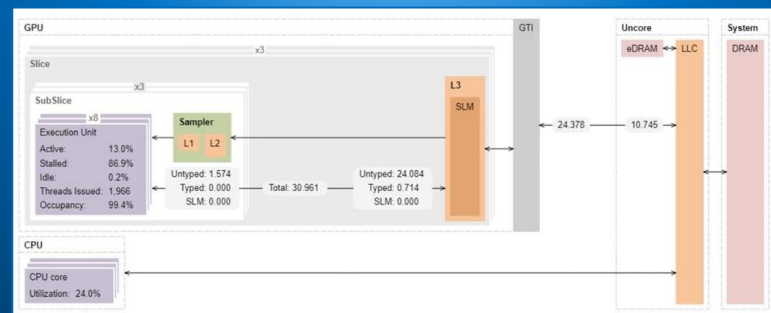 GPU
GTI
Uncore
System
x3
eDRAM
LLC
DRAM
Slice
x3
L3
SubSlice
SLM
x8
Sampler
Execution Unit
L1
L2
Active: 13.0%
24.378
10.745
Stalled: 86.9%
Idle: 0.2%
Untyped: 1.574
Untyped: 24.084
Threads Issued: 1,966
Typed: 0.000
Total: 30.961
Typed: 0.714
Occupancy: 99.4%
SLM: 0.000
SLM: 0.000
CPU
CPU core
Utilization: 24.0%